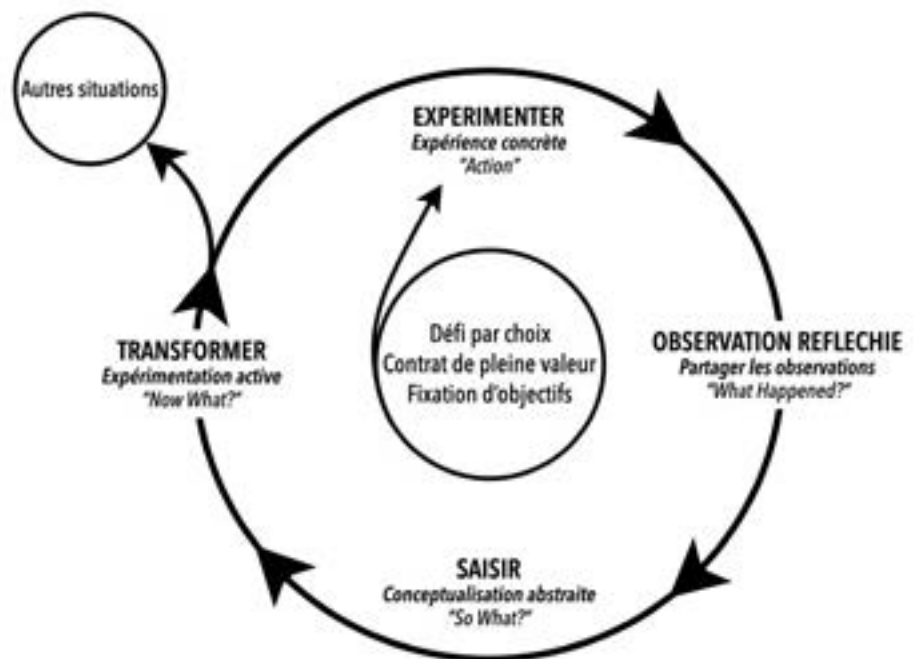 Autres situations
EXPERIMENTER
Expérience concrète
"Action"
Défi par choix
Contrat de pleine valeur
Fixation d'objectifs
OBSERVATION REFLECHIE
Partager les observations
"What Happened?"
SAISIR
Conceptualisation abstraite
"So What?"
TRANSFORMER
Expérimentation active
"Now What?"